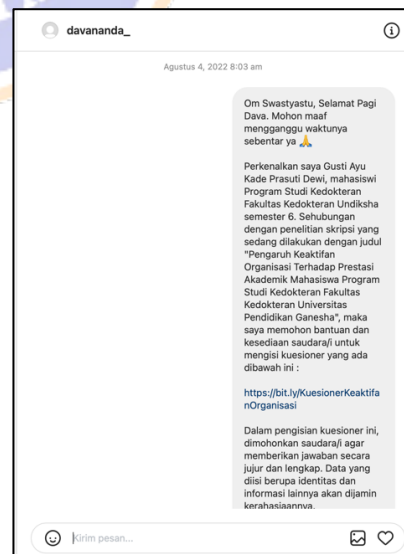 davananda_
Agustus 4, 2022 8:03 am
Om Swastyastu, Selamat Pagi
Dava. Mohon maaf
mengganggu waktunya
sebentar ya 🙏
Perkenalkan saya Gusti Ayu
Kade Prasuti Dewi, mahasiswi
Program Studi Kedokteran
Fakultas Kedokteran Undiksha
semester 6. Sehubungan
dengan penelitian skripsi yang
sedang dilakukan dengan judul
"Pengaruh Keaktifan
Organisasi Terhadap Prestasi
Akademik Mahasiswa Program
Studi Kedokteran Fakultas
Kedokteran Universitas
Pendidikan Ganesha", maka
saya memohon bantuan dan
kesediaan saudara/i untuk
mengisi kuesioner yang ada
dibawah ini :
https://bit.ly/KuesionerKeaktifa
nOrganisasi
Dalam pengisian kuesioner ini,
dimohonkan saudara/i agar
memberikan jawaban secara
jujur dan lengkap. Data yang
diisi berupa identitas dan
informasi lainnya akan dijamin
kerahasiaannya.
Kirim pesan...